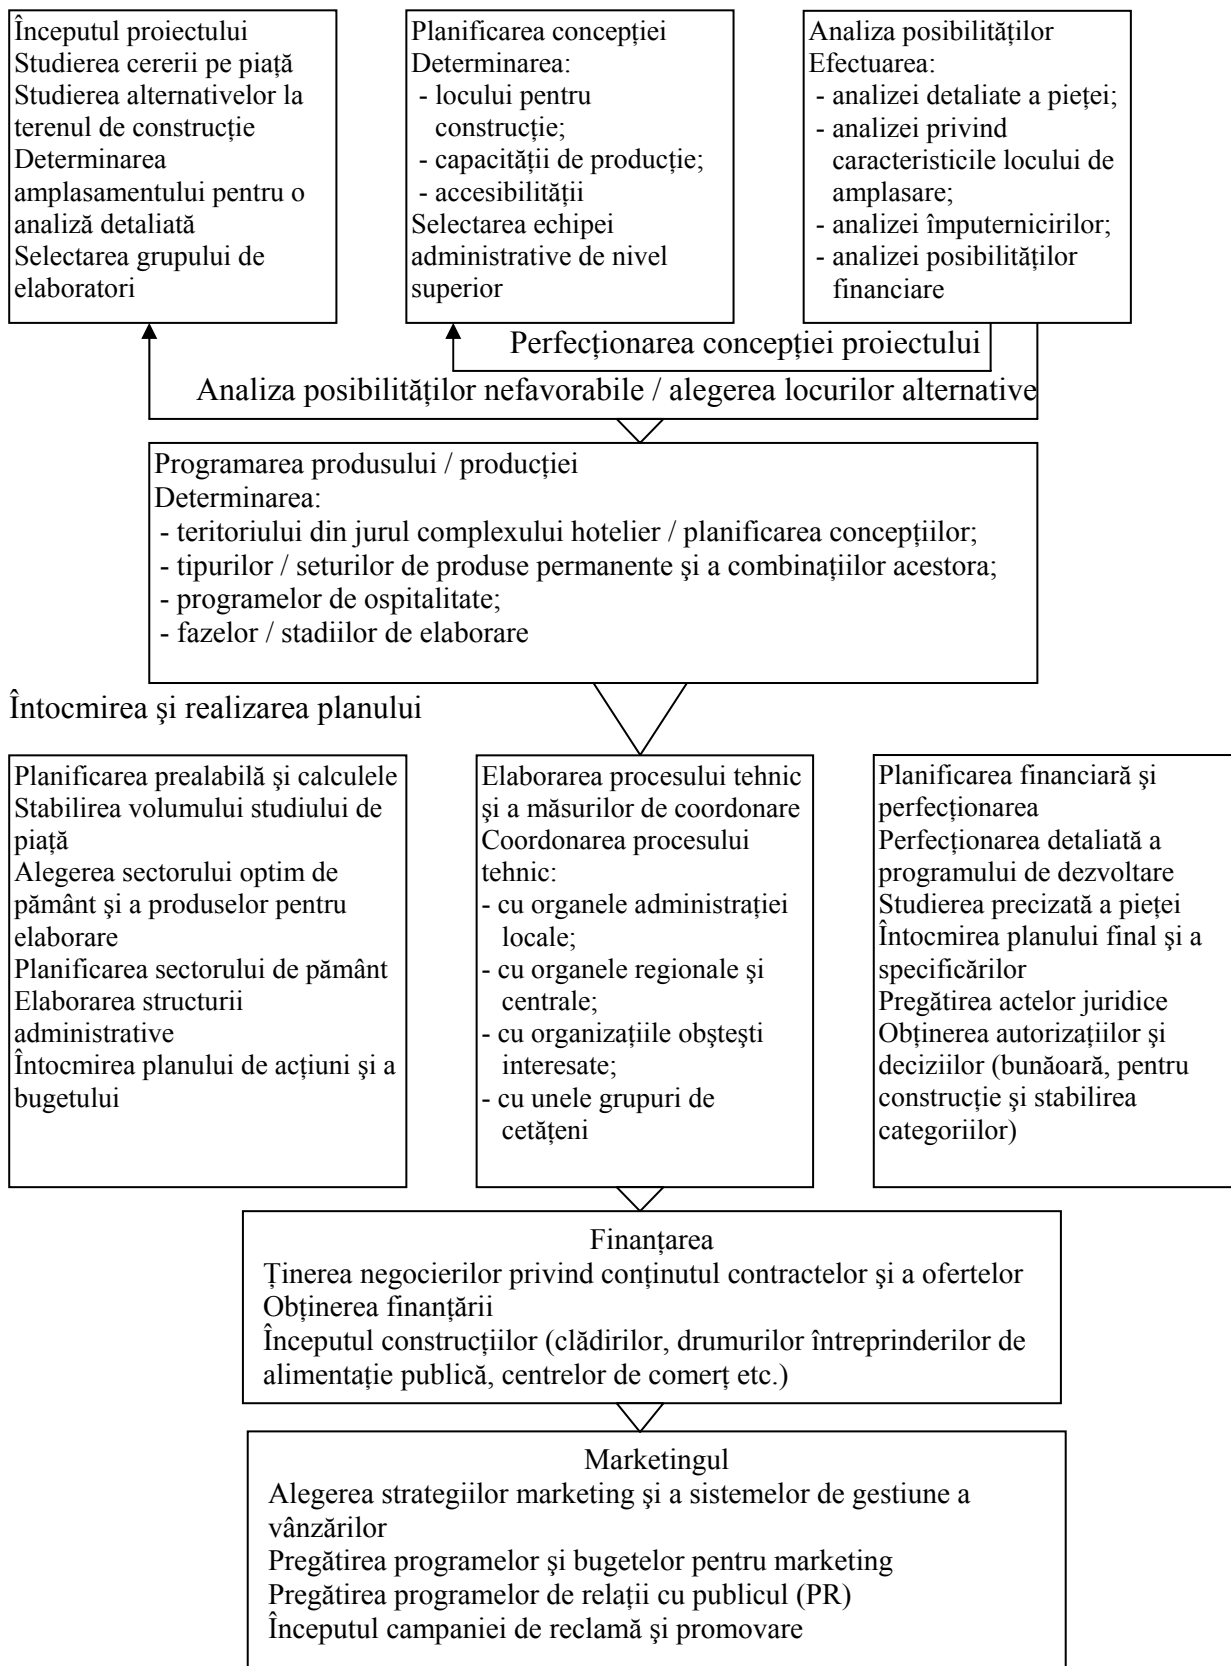 Începutul proiectului
Studierea cererii pe piață
Studierea alternativelor la
terenul de construcție
Determinarea
amplasamentului pentru o
analiză detaliată
Selectarea grupului de
elaboratori
Planificarea concepției
Determinarea:
- locului pentru
construcție;
- capacității de producție;
- accesibilității
Selectarea echipei
administrative de nivel
superior
Analiza posibilităților
Efectuarea:
- analizei detaliate a pieței;
- analizei privind
caracteristicile locului de
amplasare;
- analizei împuternicirilor;
- analizei posibilităților
financiare
Perfecționarea concepției proiectului
Analiza posibilităților nefavorabile / alegerea locurilor alternative
Programarea produsului / producției
Determinarea:
- teritoriului din jurul complexului hotelier / planificarea concepțiilor;
- tipurilor / seturilor de produse permanente şi a combinațiilor acestora;
- programelor de ospitalitate;
- fazelor / stadiilor de elaborare
Întocmirea şi realizarea planului
Planificarea prealabilă şi calculele
Stabilirea volumului studiului de
piață
Alegerea sectorului optim de
pământ şi a produselor pentru
elaborare
Planificarea sectorului de pământ
Elaborarea structurii
administrative
Întocmirea planului de acțiuni şi a
bugetului
Elaborarea procesului tehnic
şi a măsurilor de coordonare
Coordonarea procesului
tehnic:
- cu organele administrației
locale;
- cu organele regionale şi
centrale;
- cu organizațiile obşteşti
interesate;
- cu unele grupuri de
cetățeni
Planificarea financiară şi
perfecționarea
Perfecționarea detaliată a
programului de dezvoltare
Studierea precizată a pieței
Întocmirea planului final şi a
specificărilor
Pregătirea actelor juridice
Obținerea autorizațiilor şi
deciziilor (bunăoară, pentru
construcție şi stabilirea
categoriilor)
Finanțarea
Ținerea negocierilor privind conținutul contractelor şi a ofertelor
Obținerea finanțării
Începutul construcțiilor (clădirilor, drumurilor întreprinderilor de
alimentație publică, centrelor de comerț etc.)
Marketingul
Alegerea strategiilor marketing şi a sistemelor de gestiune a
vânzărilor
Pregătirea programelor şi bugetelor pentru marketing
Pregătirea programelor de relații cu publicul (PR)
Începutul campaniei de reclamă şi promovare